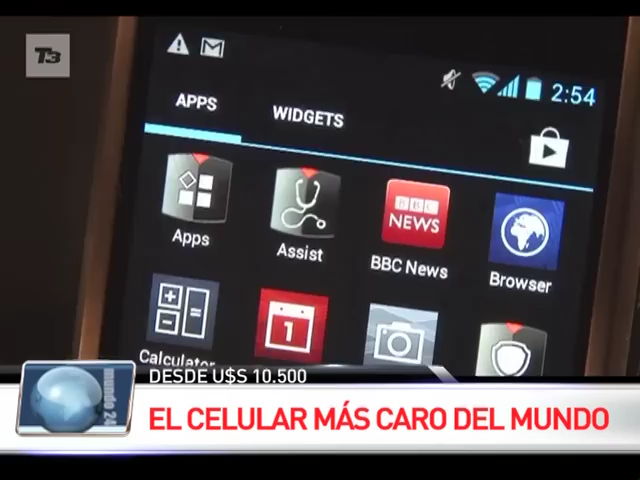 T3
2:54
APPS
WIDGETS
Apps
Assist
BBC NEWS
BBC News
Browser
1
Calculator
mundo 24
DESDE U$S 10.500
EL CELULAR MÁS CARO DEL MUNDO